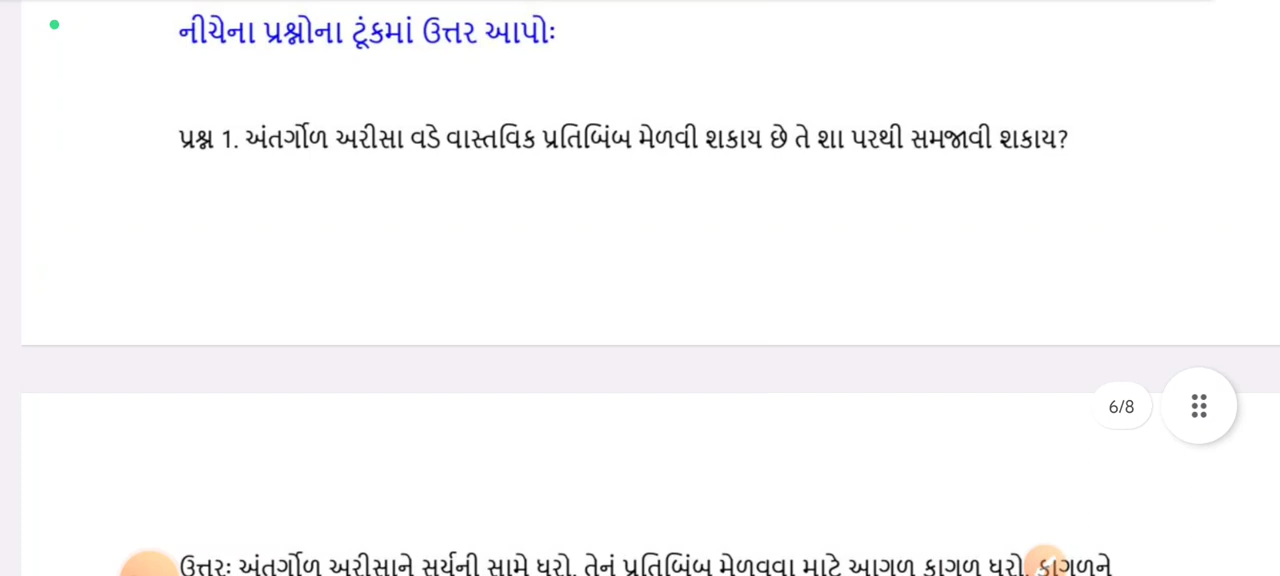 નીચેના પ્રશ્નોના ટૂંકમાં ઉત્તર આપોઃ
પ્રશ્ન 1. અંતર્ગોળ અરીસા વડે વાસ્તવિક પ્રતિબિંબ મેળવી શકાય છે તે શા પરથી સમજાવી શકાય?
6/8
ઉત્તરઃ અંતર્ગોળ અરીસાને સૂર્યની સામે ધરો. તેનું પ્રતિબિંબ મેળવવા માટે આગળ કાગળ ધરો. કાગળને